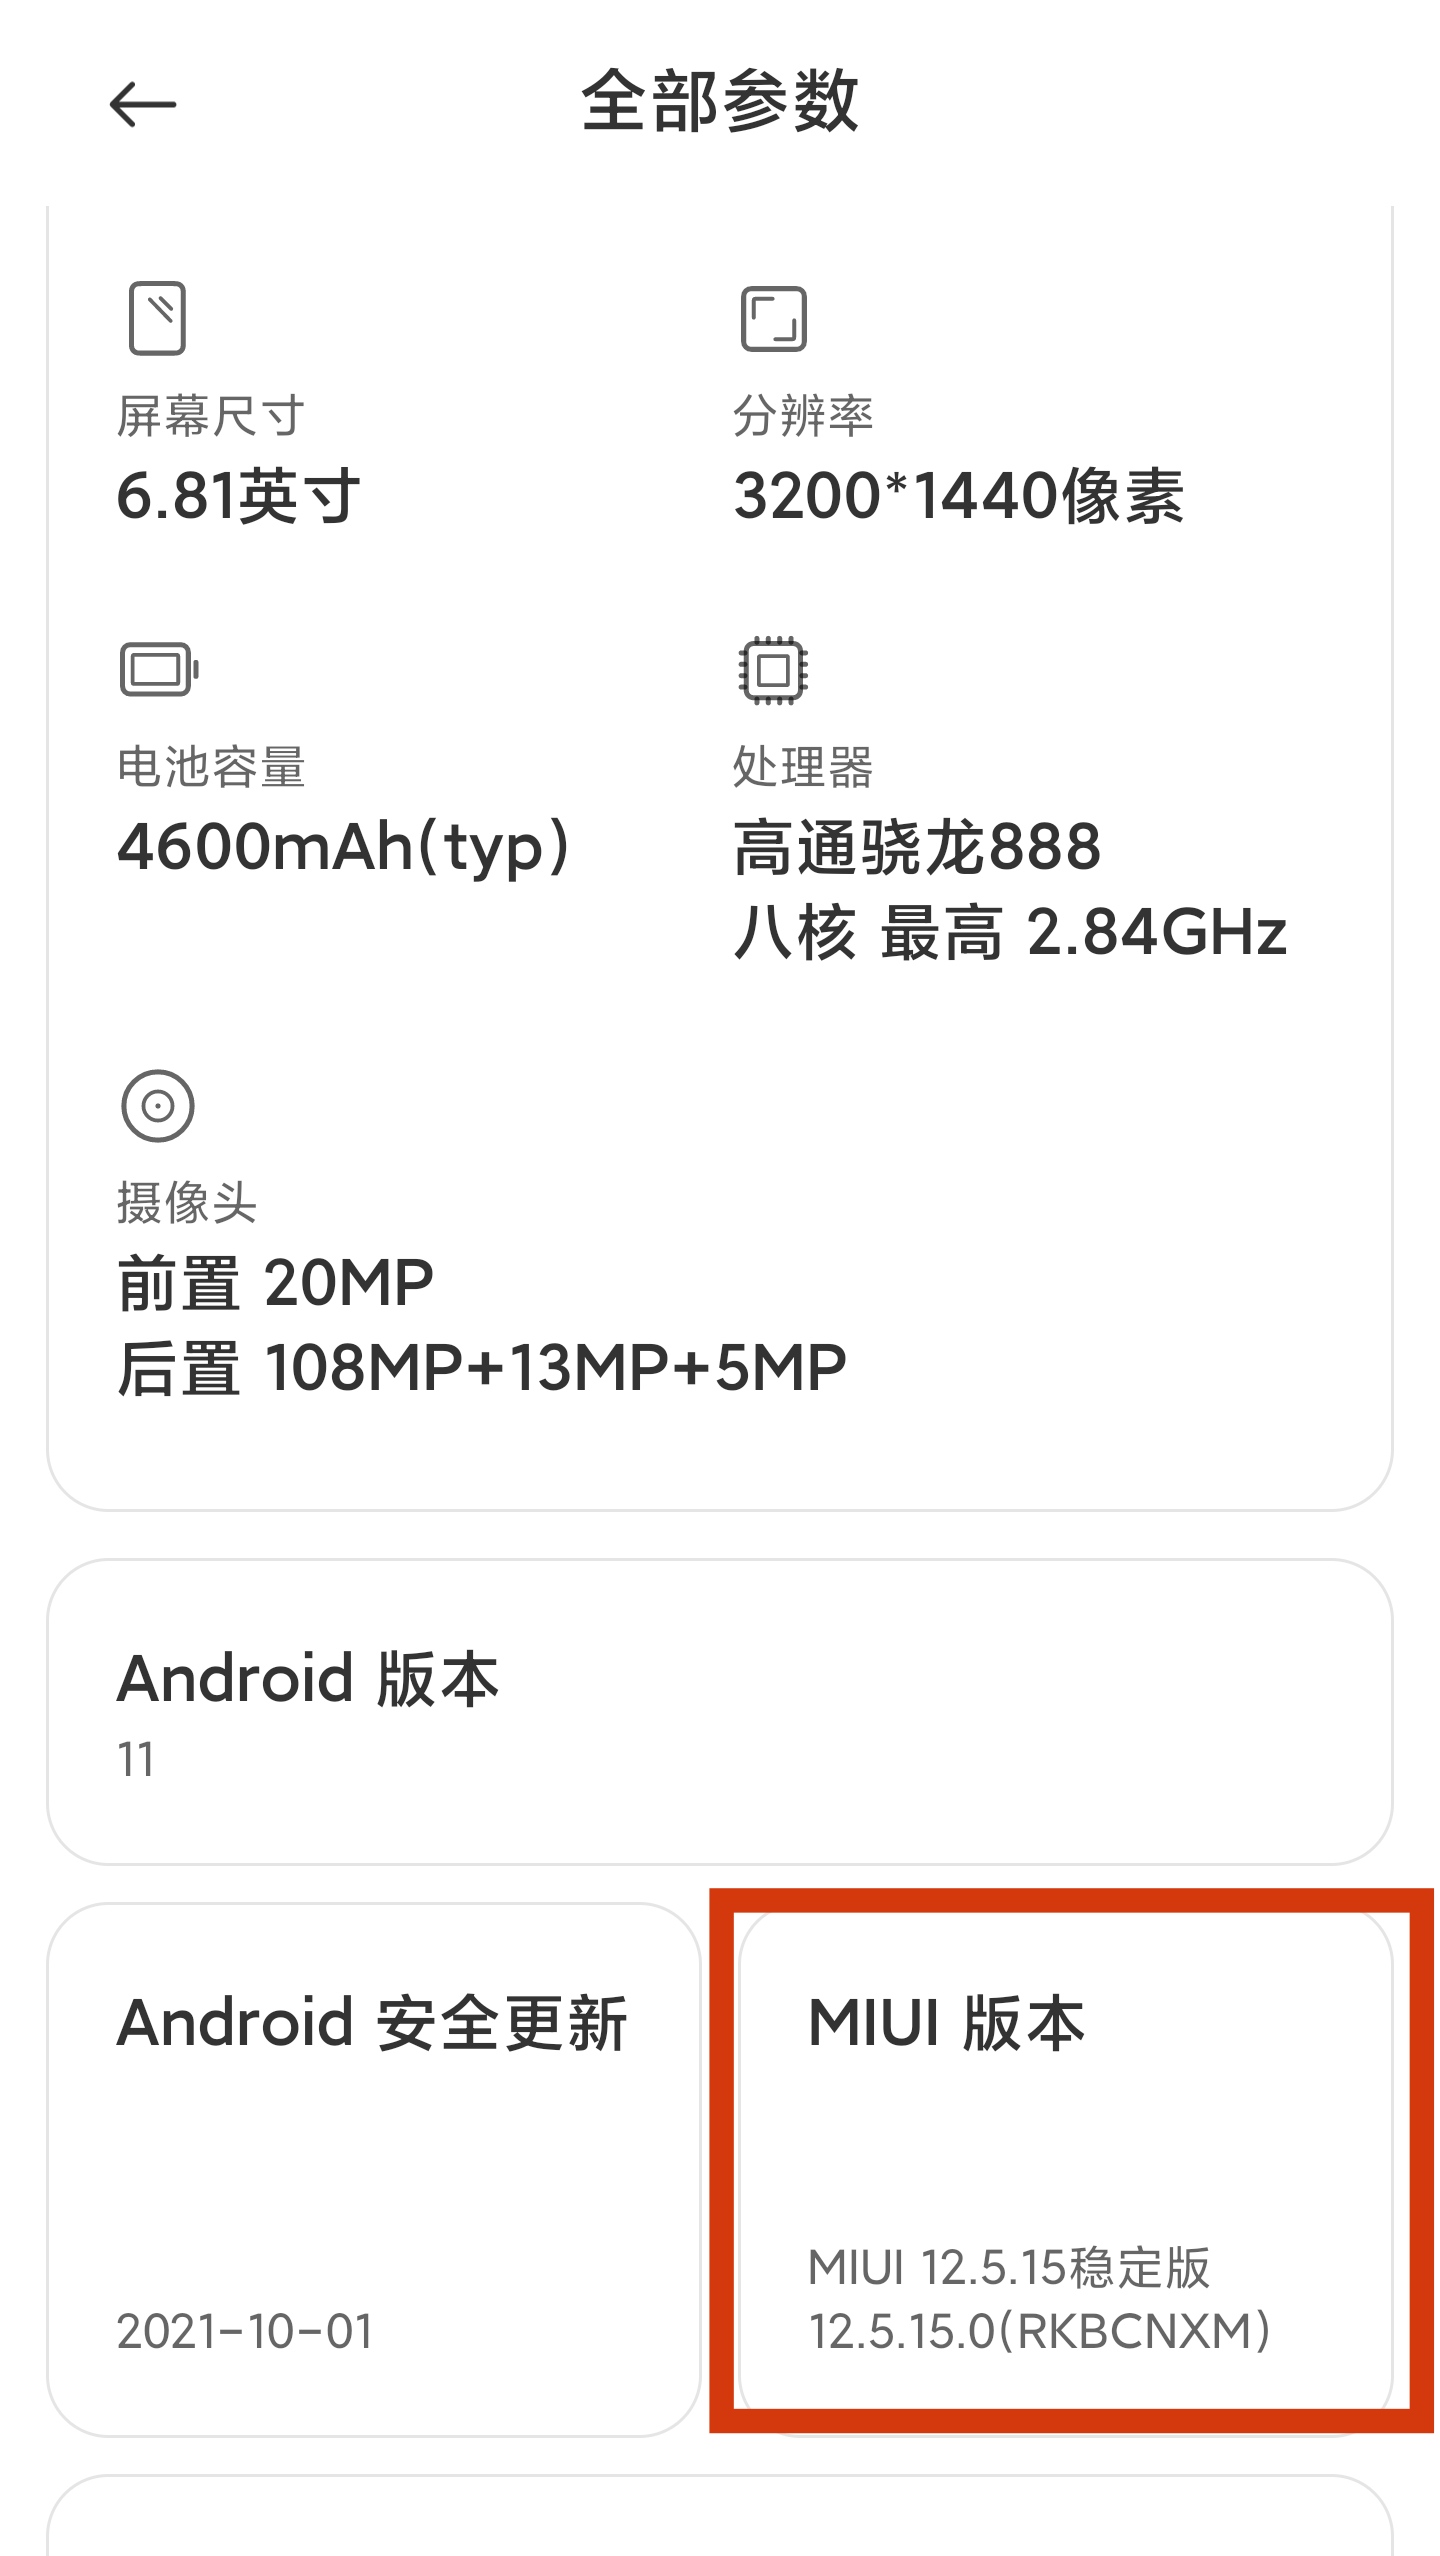 全部参数
屏幕尺寸
6.81英寸
分辨率
3200*1440像素
电池容量
4600mAh(typ)
处理器
高通骁龙888
八核 最高 2.84GHz
摄像头
前置 20MP
后置 108MP+13MP+5MP
Android 版本
11
Android 安全更新
2021-10-01
MIUI 版本
MIUI 12.5.15稳定版
12.5.15.0(RKBCNXM)